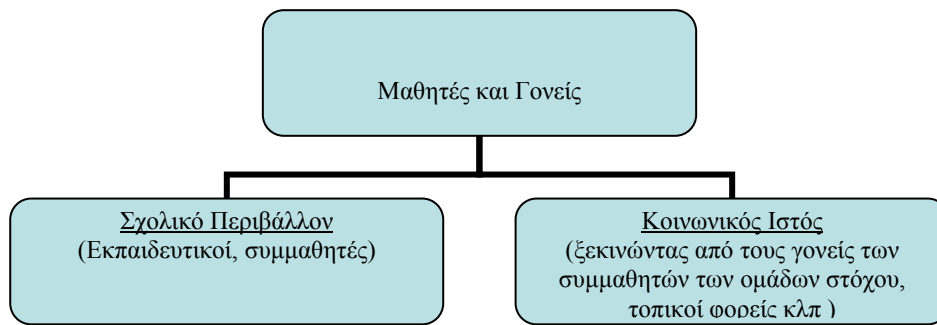 Μαθητές και Γονείς
Σχολικό Περιβάλλον
(Εκπαιδευτικοί, συμμαθητές)
Κοινωνικός Ιστός
(ξεκινώντας από τους γονείς των
συμμαθητών των ομάδων στόχου,
τοπικοί φορείς κλπ )